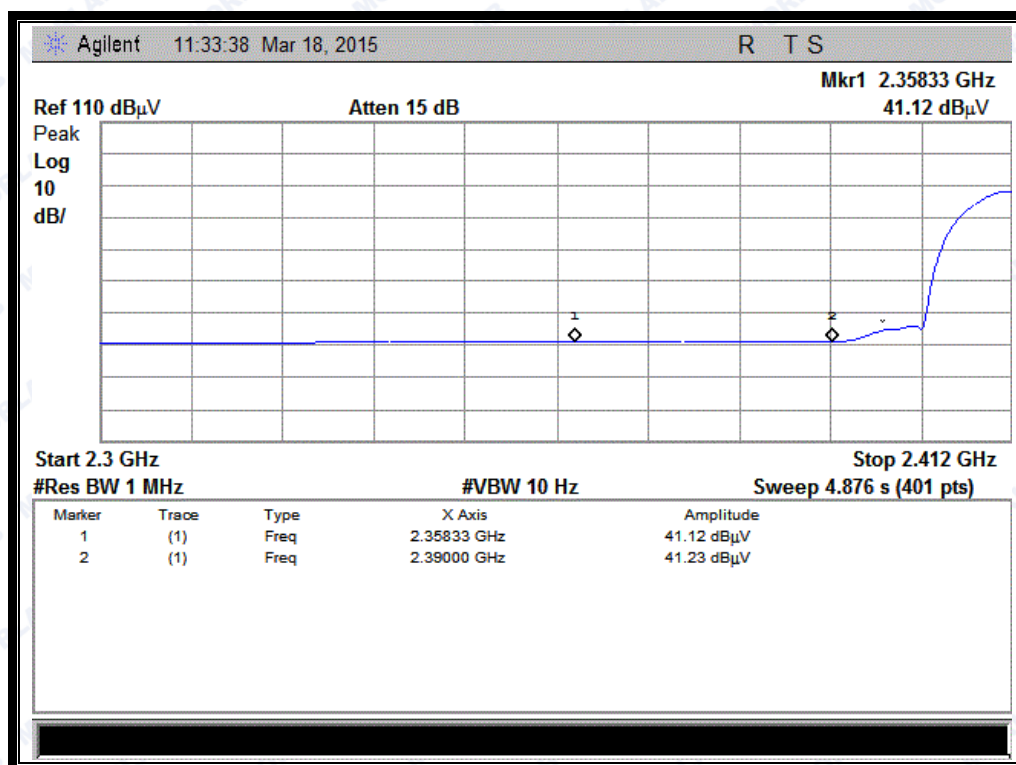 Agilent 11:33:38 Mar 18, 2015 R T S
Mkr1 2.35833 GHz
Ref 110 dBµV Atten 15 dB 41.12 dBµV
Peak
Log
10
dB/
1 2
Start 2.3 GHz Stop 2.412 GHz
#Res BW 1 MHz #VBW 10 Hz Sweep 4.876 s (401 pts)
Marker Trace Type X Axis Amplitude
1 (1) Freq 2.35833 GHz 41.12 dBµV
2 (1) Freq 2.39000 GHz 41.23 dBµV